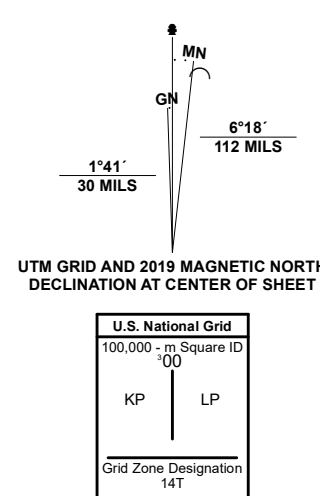 MN
GN
6°18´
112 MILS
1°41´
30 MILS
UTM GRID AND 2019 MAGNETIC NORTH
DECLINATION AT CENTER OF SHEET
U.S. National Grid
100,000 - m Square ID
³00
KP LP
Grid Zone Designation
14T